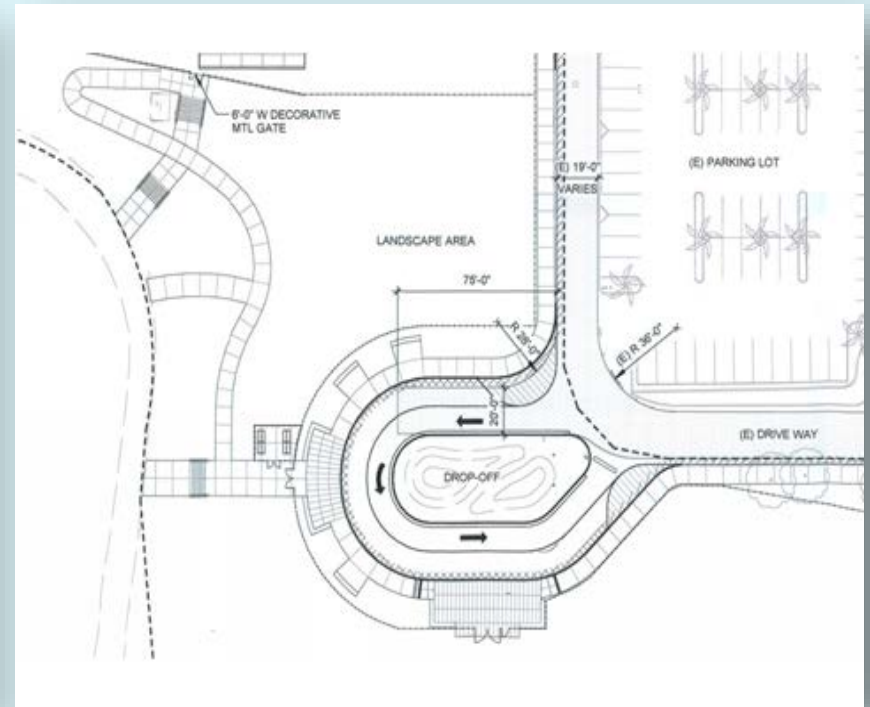 6'-0" W DECORATIVE
MTL GATE
(E) 19'-0"
VARIES
(E) PARKING LOT
LANDSCAPE AREA
75'-0"
R 28'-0"
(E) R 36'-0"
20'-0"
(E) DRIVE WAY
DROP-OFF